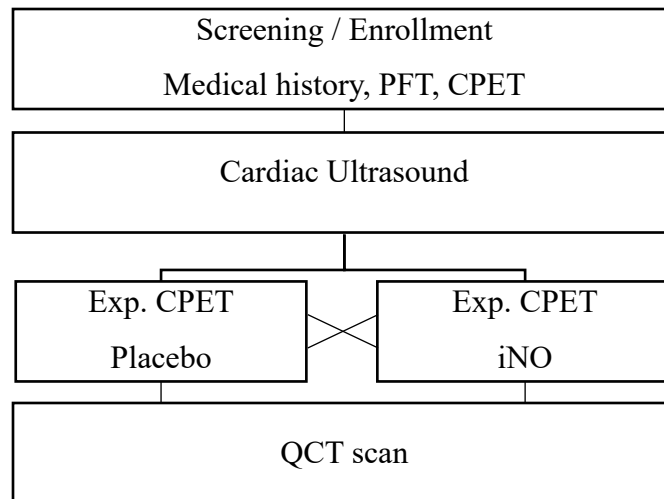 Screening / Enrollment
Medical history, PFT, CPET
Cardiac Ultrasound
Exp. CPET
Placebo
Exp. CPET
iNO
QCT scan